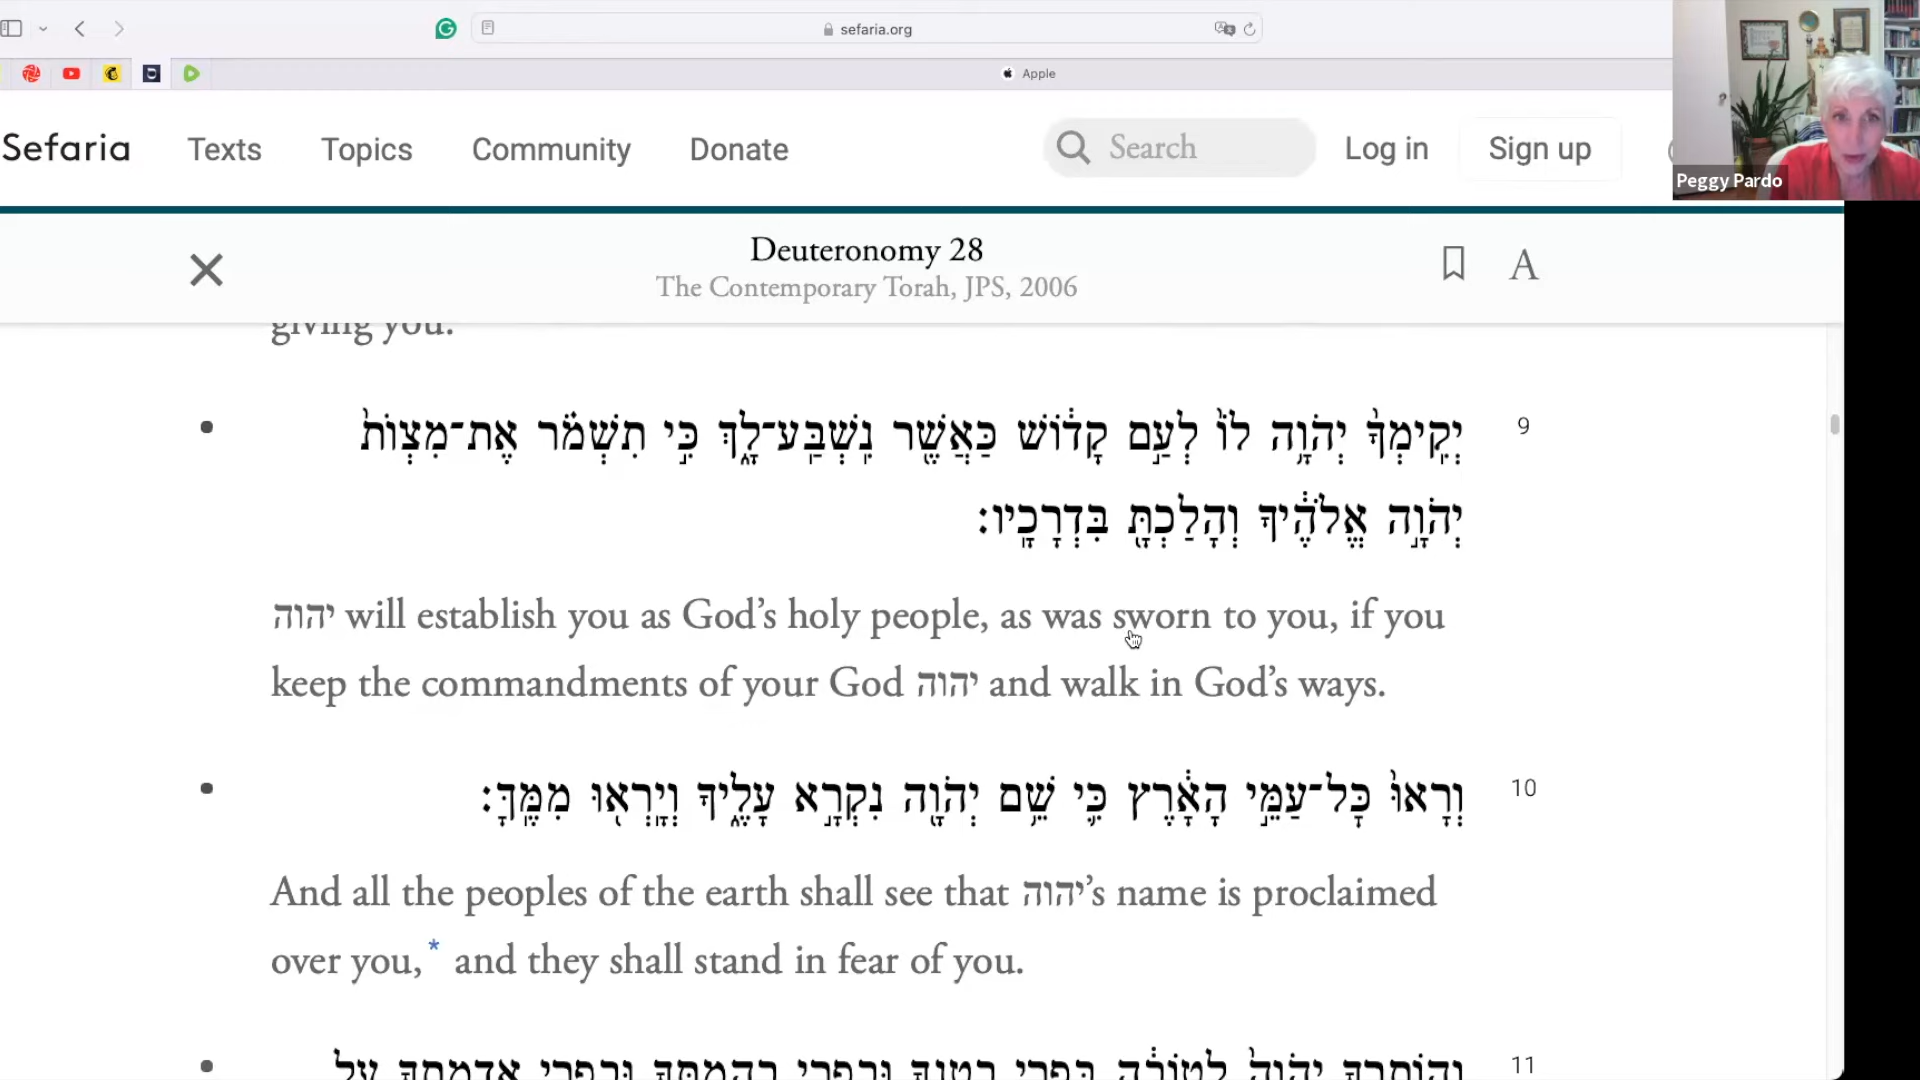 sefaria.org
Apple
Sefaria
Texts
Topics
Community
Donate
Search
Log in
Sign up
Peggy Pardo
Deuteronomy 28
The Contemporary Torah, JPS, 2006
A
giving you.
9
יְקִֽימְךָ֨ יְהֹוָ֥ה לוֹ֙ לְעַ֣ם קָד֔וֹשׁ כַּאֲשֶׁ֖ר נִֽשְׁבַּֽע־לָ֑ךְ כִּ֣י תִשְׁמֹ֗ר אֶת־מִצְוֺת֙
יְהֹוָ֣ה אֱלֹהֶ֔יךָ וְהָלַכְתָּ֖ בִּדְרָכָֽיו׃
יהוה will establish you as God’s holy people, as was sworn to you, if you
keep the commandments of your God יהוה and walk in God’s ways.
10
וְרָאוּ֙ כׇּל־עַמֵּ֣י הָאָ֔רֶץ כִּ֛י שֵׁ֥ם יְהֹוָ֖ה נִקְרָ֣א עָלֶ֑יךָ וְיָֽרְא֖וּ מִמֶּֽךָּ׃
And all the peoples of the earth shall see that יהוה’s name is proclaimed
over you,* and they shall stand in fear of you.
11
וְהוֹתִֽרְךָ֤ יְהֹוָה֙ לְטוֹבָ֔ה בִּפְרִ֧י בִטְנְךָ֛ וּבִפְרִ֥י בְהֶמְתְּךָ֖ וּבִפְרִ֣י אַדְמָתֶ֑ךָ עַ֚ל